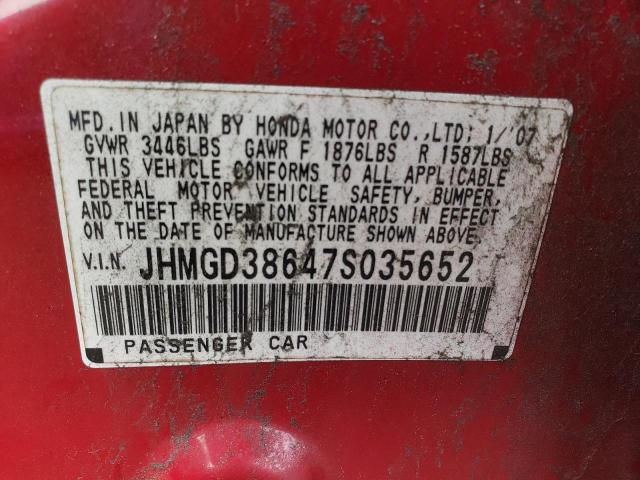 MFD. IN JAPAN BY HONDA MOTOR CO.,LTD; 1/'07
GVWR 3446LBS GAWR F 1876LBS R 1587LBS
THIS VEHICLE CONFORMS TO ALL APPLICABLE
FEDERAL MOTOR VEHICLE SAFETY, BUMPER,
AND THEFT PREVENTION STANDARDS IN EFFECT
ON THE DATE OF MANUFACTURE SHOWN ABOVE.
V.I.N. JHMGD38647S035652
PASSENGER CAR